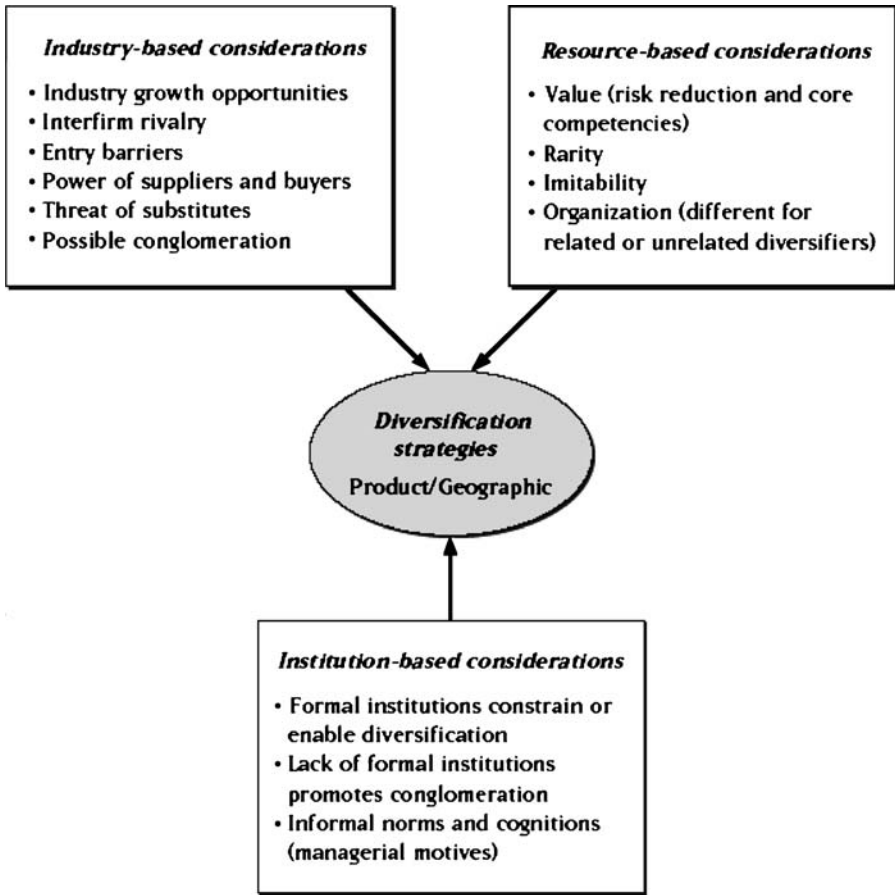 Industry-based considerations
• Industry growth opportunities
• Interfirm rivalry
• Entry barriers
• Power of suppliers and buyers
• Threat of substitutes
• Possible conglomeration
Resource-based considerations
• Value (risk reduction and core
competencies)
• Rarity
• Imitability
• Organization (different for
related or unrelated diversifiers)
Diversification
strategies
Product/Geographic
Institution-based considerations
• Formal institutions constrain or
enable diversification
• Lack of formal institutions
promotes conglomeration
• Informal norms and cognitions
(managerial motives)